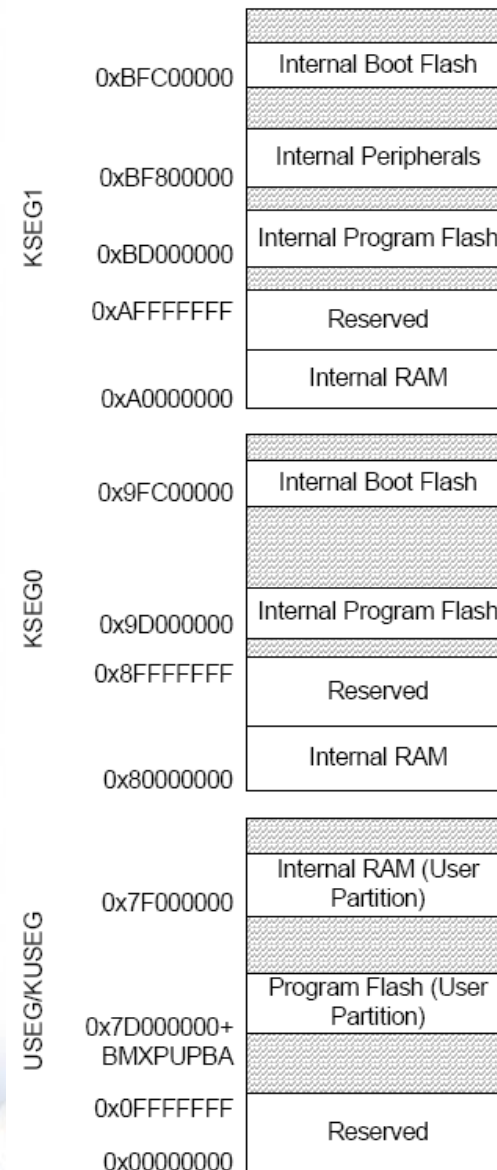 KSEG1
0xBFC00000
Internal Boot Flash
0xBF800000
Internal Peripherals
0xBD000000
Internal Program Flash
0xAFFFFFFF
Reserved
0xA0000000
Internal RAM
KSEG0
0x9FC00000
Internal Boot Flash
0x9D000000
Internal Program Flash
0x8FFFFFFF
Reserved
0x80000000
Internal RAM
USEG/KUSEG
0x7F000000
Internal RAM (User
Partition)
0x7D000000+
BMXPUPBA
Program Flash (User
Partition)
0x0FFFFFFF
Reserved
0x00000000